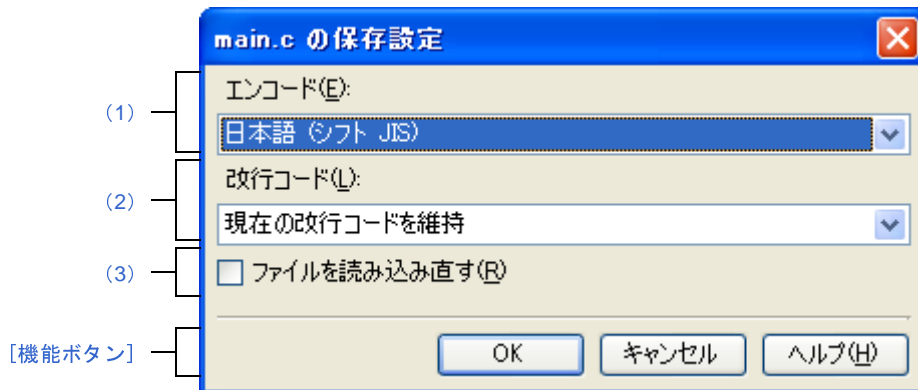 main.c の保存設定
(1)
エンコード(E):
日本語 (シフト JIS)
(2)
改行コード(L):
現在の改行コードを維持
(3)
ファイルを読み込み直す(R)
[機能ボタン]
OK
キャンセル
ヘルプ(H)